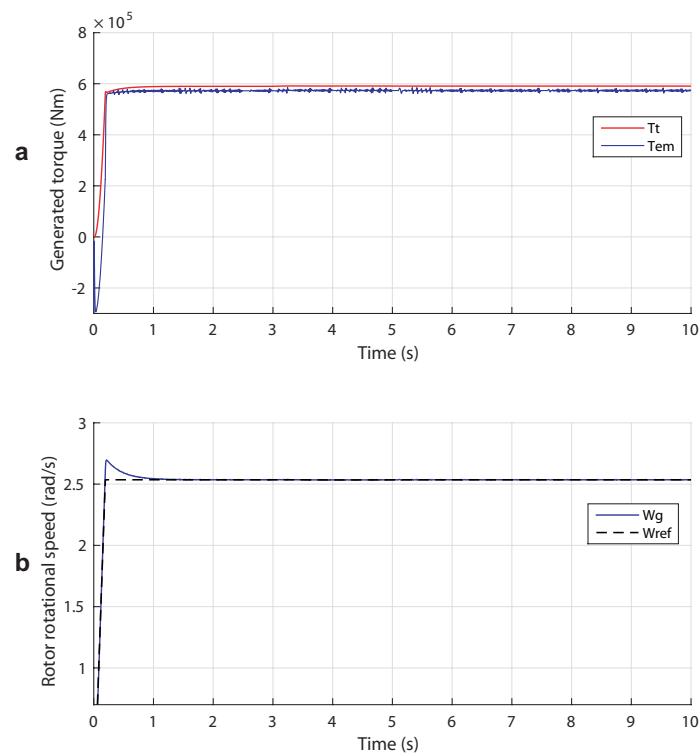 × 10⁵
8
6
4
2
0
-2
Generated torque (Nm)
a
Tt
Tem
0 1 2 3 4 5 6 7 8 9 10
Time (s)
3
2.5
2
1.5
1
Rotor rotational speed (rad/s)
b
Wg
Wref
0 1 2 3 4 5 6 7 8 9 10
Time (s)